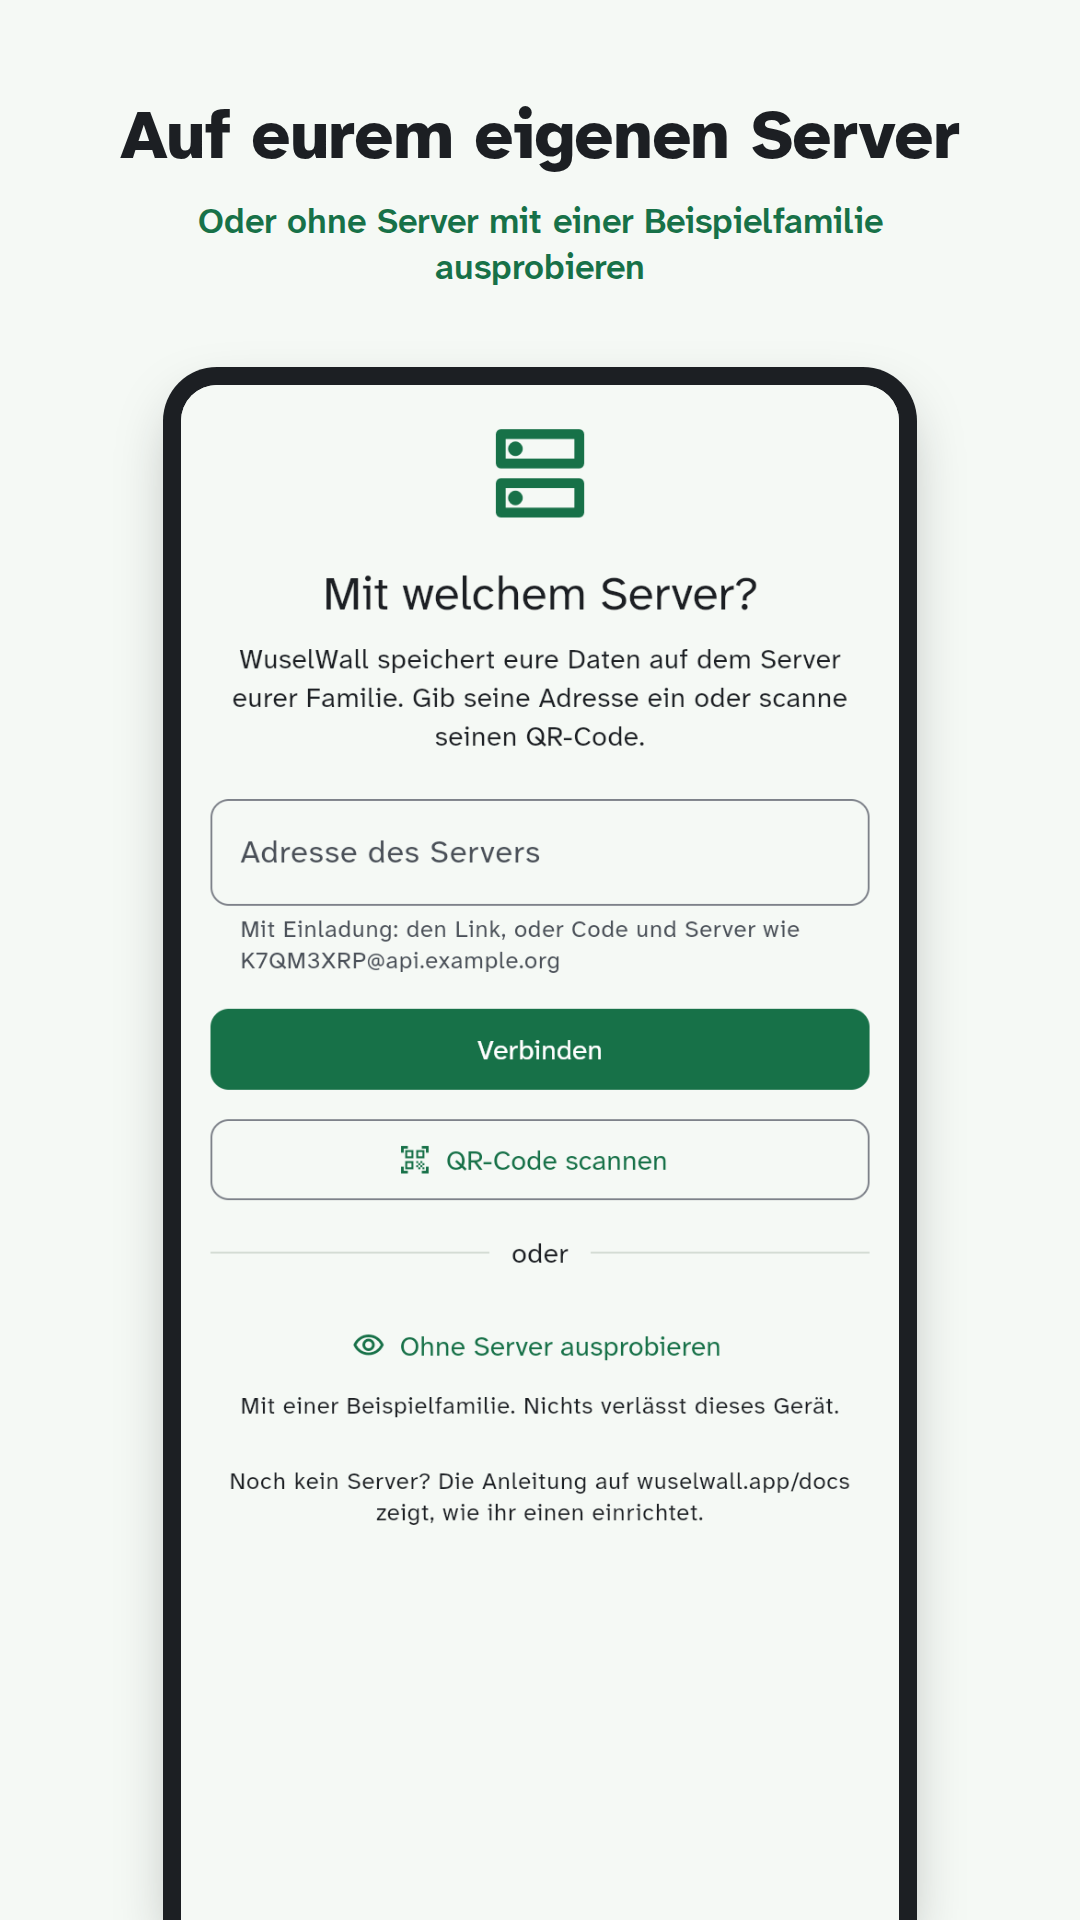 Auf eurem eigenen Server
Oder ohne Server mit einer Beispielfamilie
ausprobieren
Mit welchem Server?
WuselWall speichert eure Daten auf dem Server
eurer Familie. Gib seine Adresse ein oder scanne
seinen QR-Code.
Adresse des Servers
Mit Einladung: den Link, oder Code und Server wie
K7QM3XRP@api.example.org
Verbinden
QR-Code scannen
oder
Ohne Server ausprobieren
Mit einer Beispielfamilie. Nichts verlässt dieses Gerät.
Noch kein Server? Die Anleitung auf wuselwall.app/docs
zeigt, wie ihr einen einrichtet.